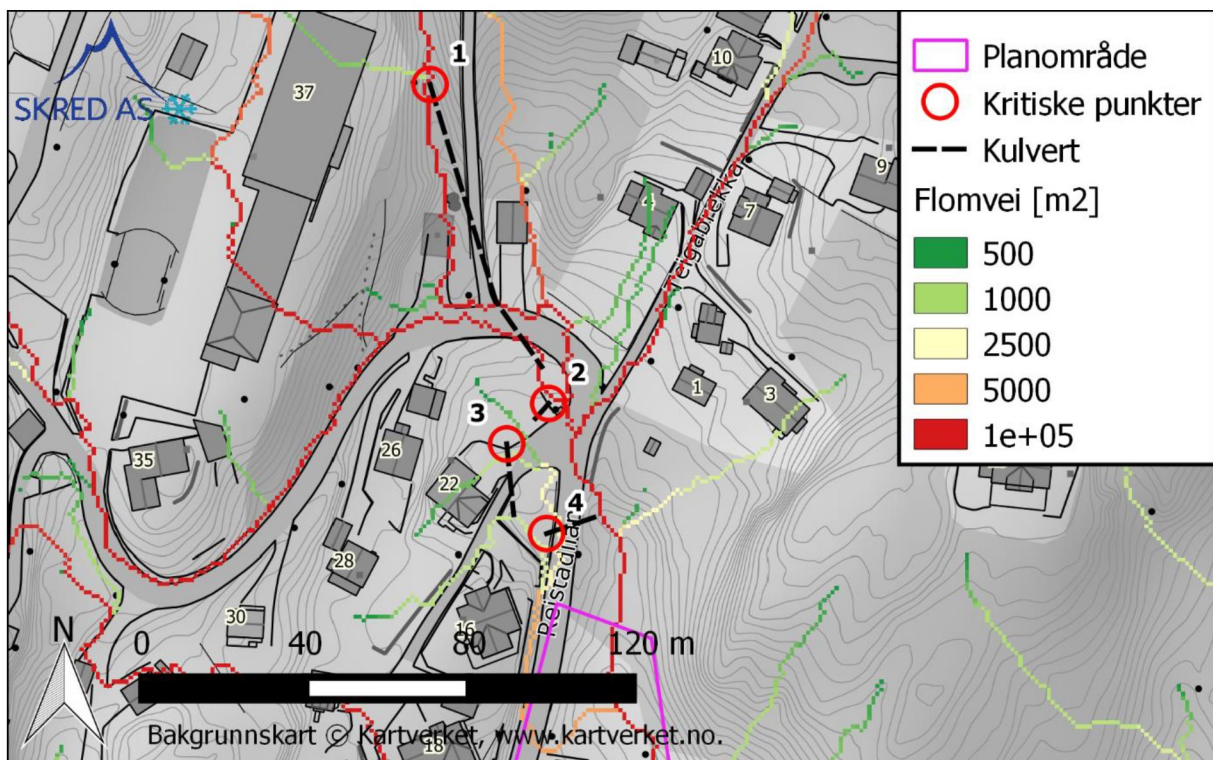 SKRED AS
1
10
37
9
4
7
Teigabrekka
2
1
3
3
26
35
22
4
28
Reistadlia
30
16
18
N
0 40 80 120 m
Bakgrunnskart © Kartverket, www.kartverket.no.
Planområde
Kritiske punkter
Kulvert
Flomvei [m2]
500
1000
2500
5000
1e+05